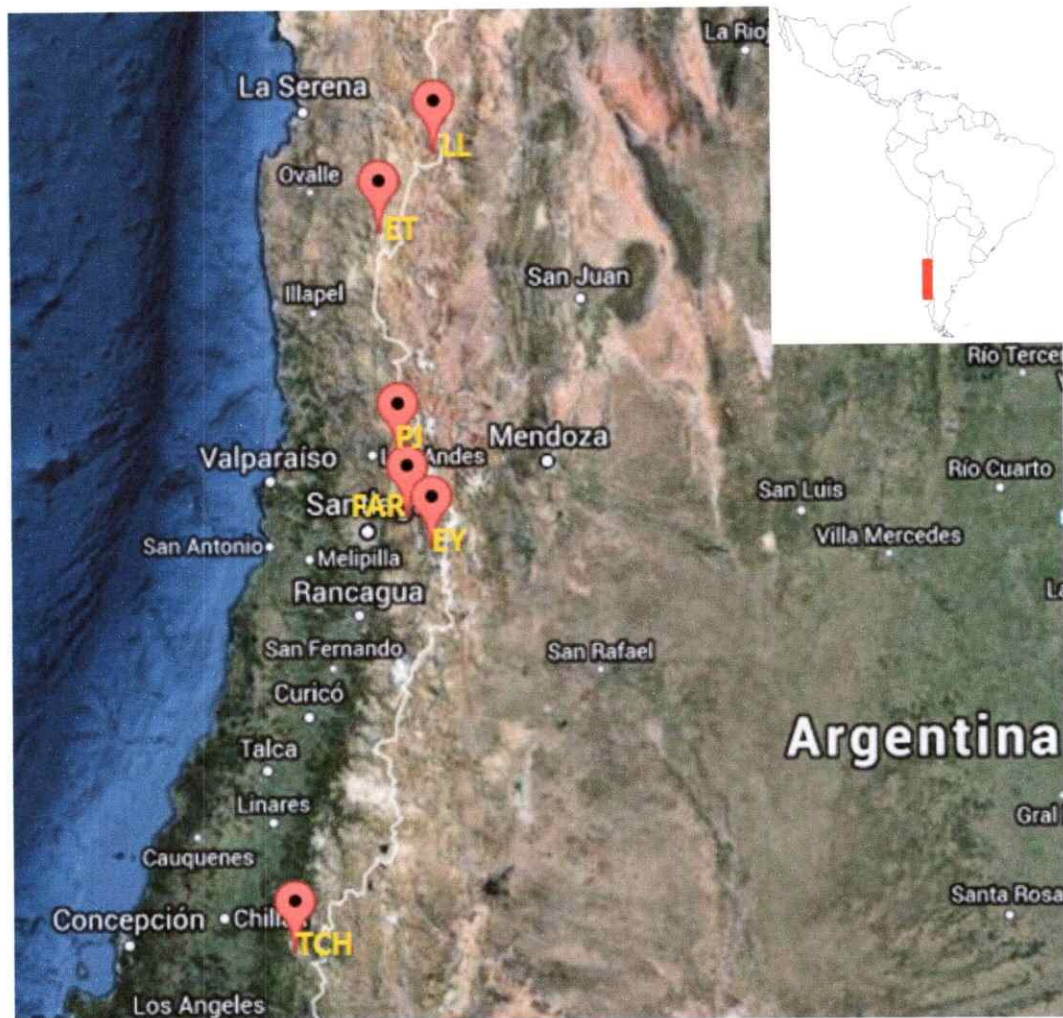 La Rioj
La Serena
LL
Ovalle
ET
San Juan
Illapel
Río Tercer
PJ
Mendoza
Andes
Valparaíso
Río Cuarto
San Luis
FAR
EY
Villa Mercedes
San Antonio
Melipilla
Rancagua
San Fernando
San Rafael
Curicó
Argentina
Talca
Linares
Gral
Cauquenes
Santa Rosa
Concepción
Chill
TCH
Los Angeles